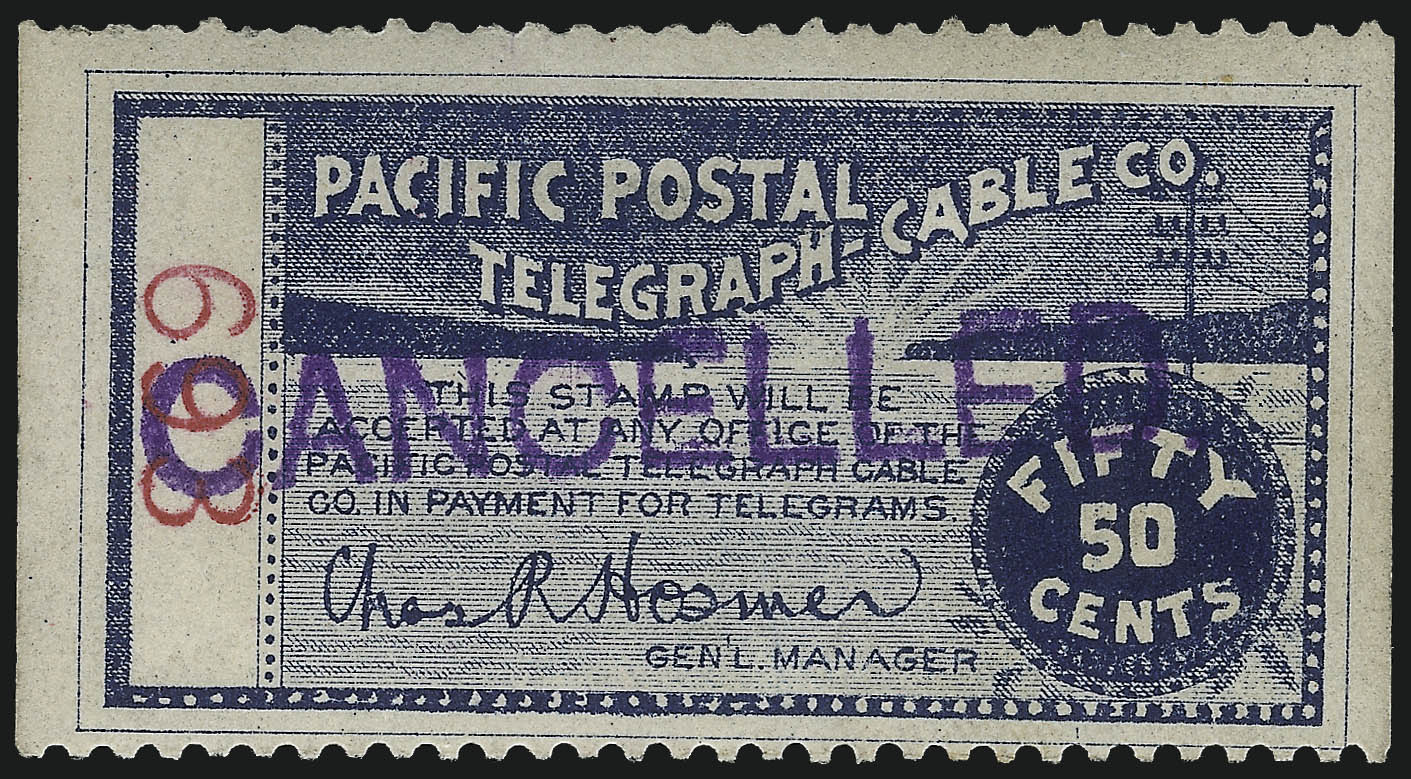 PACIFIC POSTAL
TELEGRAPH-CABLE CO.
693
CANCELLED
THIS STAMP WILL BE
ACCEPTED AT ANY OFFICE OF THE
PACIFIC POSTAL TELEGRAPH CABLE
CO. IN PAYMENT FOR TELEGRAMS.
Chas R Hosmer
GEN'L. MANAGER
FIFTY
50
CENTS